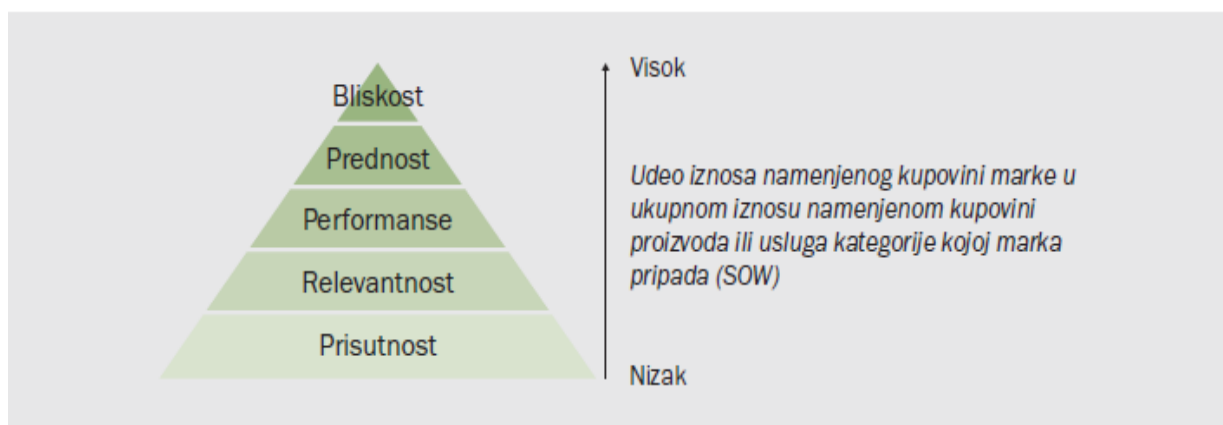 Bliskost
Prednost
Performanse
Relevantnost
Prisutnost
Visok
Udeo iznosa namenjenog kupovini marke u
ukupnom iznosu namenjenom kupovini
proizvoda ili usluga kategorije kojoj marka
pripada (SOW)
Nizak